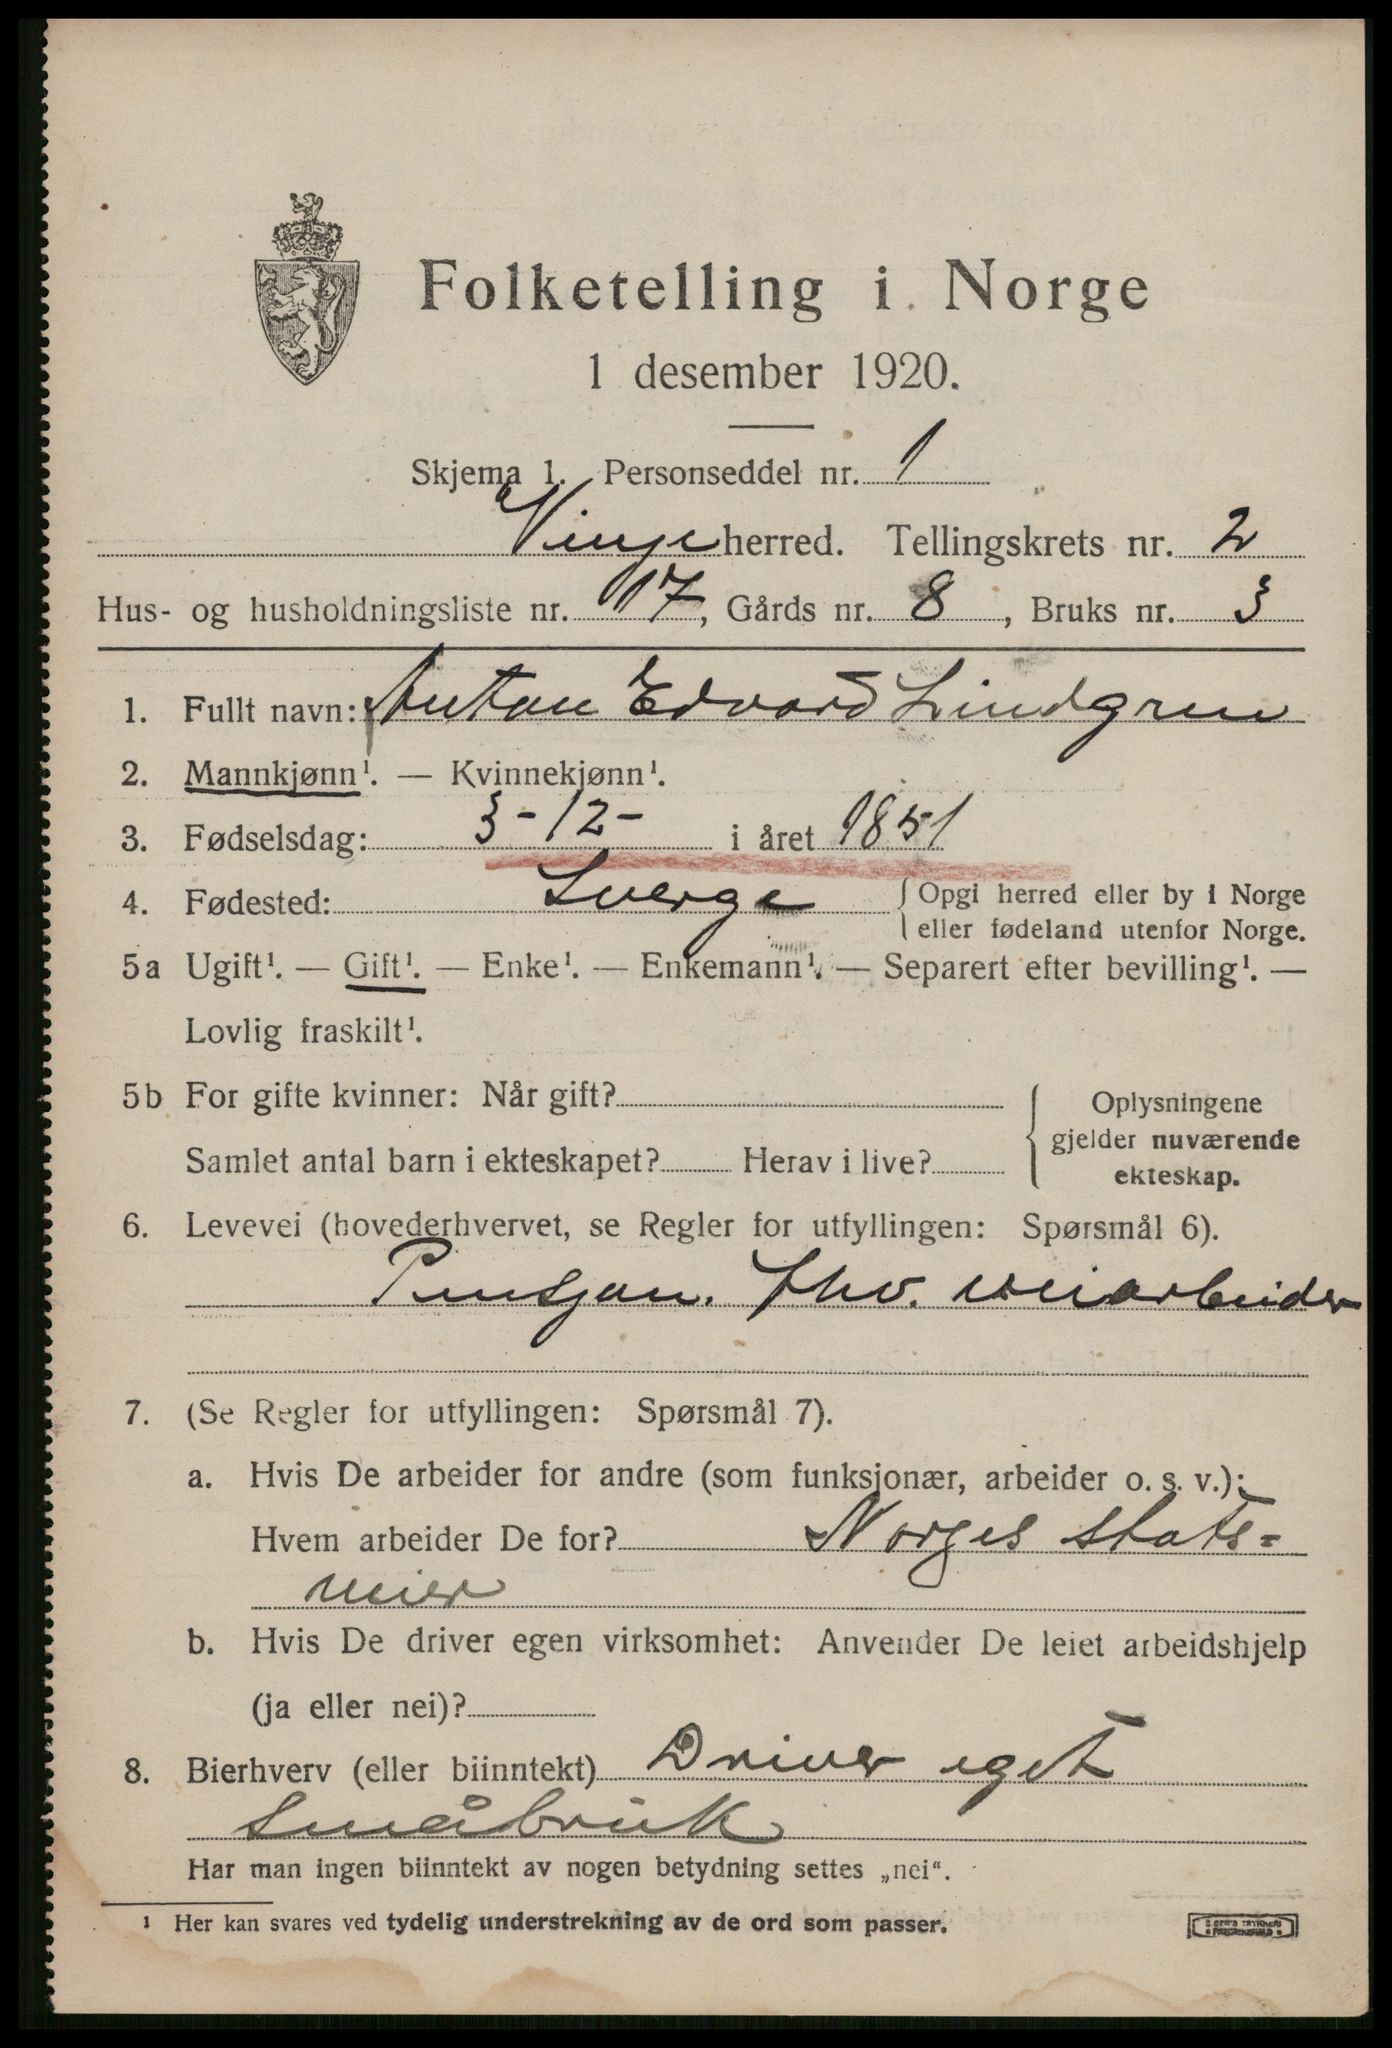 Folketelling i Norge
1 desember 1920.
Skjema 1. Personseddel nr. 1
Vinje herred. Tellingskrets nr. 2
Hus- og husholdningsliste nr. 17, Gårds nr. 8, Bruks nr. 3
1. Fullt navn: Anton Edvard Lindgren
2. Mannkjønn¹. — Kvinnekjønn¹.
3. Fødselsdag: 3-12- i året 1851
4. Fødested: Sverge { Opgi herred eller by i Norge
eller fødeland utenfor Norge.
5a Ugift¹. — Gift¹. — Enke¹. — Enkemann¹. — Separert efter bevilling¹. —
Lovlig fraskilt¹.
5b For gifte kvinner: Når gift?
Samlet antal barn i ekteskapet? Herav i live?
{ Oplysningene
gjelder nuværende
ekteskap.
6. Levevei (hovederhvervet, se Regler for utfyllingen: Spørsmål 6).
Pensjon. fhv. veiarbeider
7. (Se Regler for utfyllingen: Spørsmål 7).
a. Hvis De arbeider for andre (som funksjonær, arbeider o. s. v.):
Hvem arbeider De for? Norges stats=
veier
b. Hvis De driver egen virksomhet: Anvender De leiet arbeidshjelp
(ja eller nei)?
8. Bierhverv (eller biinntekt) Driver eget
Småbruk
Har man ingen biinntekt av nogen betydning settes „nei“.
¹ Her kan svares ved tydelig understrekning av de ord som passer.